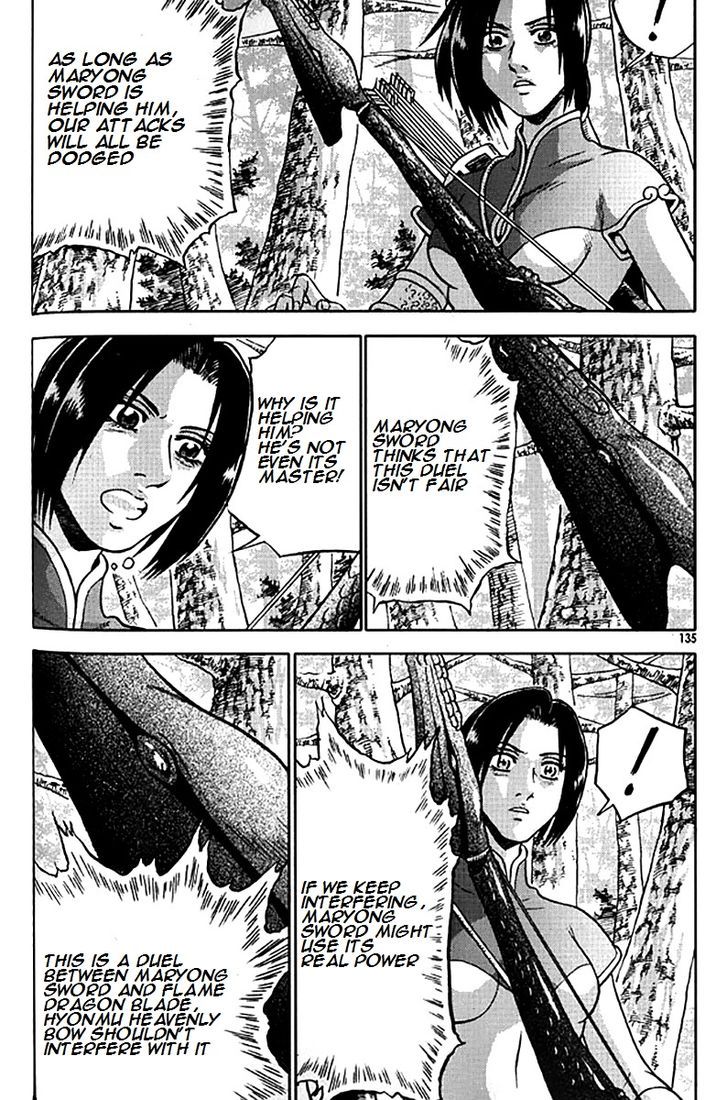 !
AS LONG AS
MARYONG
SWORD IS
HELPING HIM,
OUR ATTACKS
WILL ALL BE
DODGED
WHY IS IT
HELPING
HIM?
HE'S NOT
EVEN ITS
MASTER!
MARYONG
SWORD
THINKS THAT
THIS DUEL
ISN'T FAIR
135
THIS IS A DUEL
BETWEEN MARYONG
SWORD AND FLAME
DRAGON BLADE,
HYONMU HEAVENLY
BOW SHOULDN'T
INTERFERE WITH IT
IF WE KEEP
INTERFERING,
MARYONG
SWORD MIGHT
USE ITS
REAL POWER
!